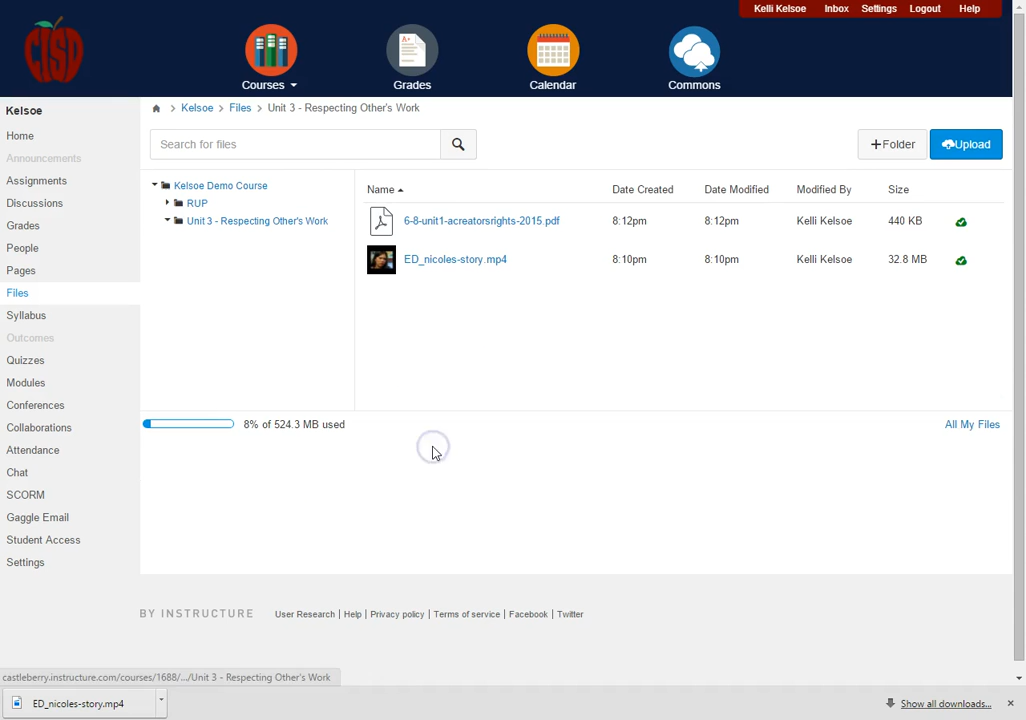 Kelli Kelsoe Inbox Settings Logout Help
CISD
A+
Courses Grades Calendar Commons
Kelsoe
Home
Announcements
Assignments
Discussions
Grades
People
Pages
Files
Syllabus
Outcomes
Quizzes
Modules
Conferences
Collaborations
Attendance
Chat
SCORM
Gaggle Email
Student Access
Settings
> Kelsoe > Files > Unit 3 - Respecting Other's Work
Search for files
+Folder Upload
Kelsoe Demo Course
RUP
Unit 3 - Respecting Other's Work
Name Date Created Date Modified Modified By Size
6-8-unit1-acreatorsrights-2015.pdf 8:12pm 8:12pm Kelli Kelsoe 440 KB
ED_nicoles-story.mp4 8:10pm 8:10pm Kelli Kelsoe 32.8 MB
8% of 524.3 MB used All My Files
BY INSTRUCTURE User Research | Help | Privacy policy | Terms of service | Facebook | Twitter
castleberry.instructure.com/courses/1688/.../Unit 3 - Respecting Other's Work
ED_nicoles-story.mp4 Show all downloads...